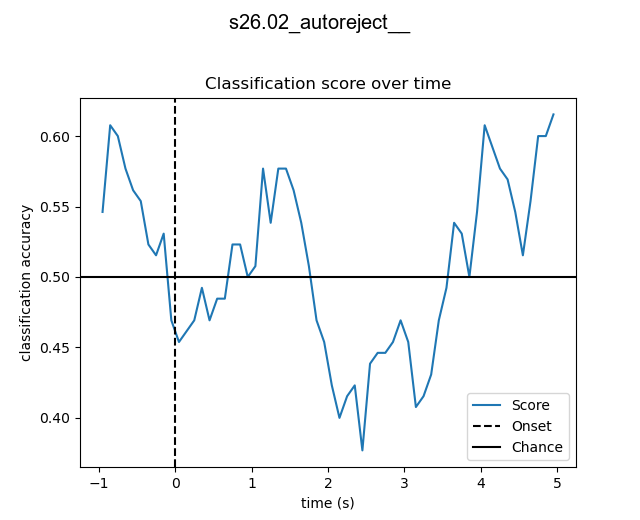 s26.02_autoreject__
Classification score over time
classification accuracy
0.60
0.55
0.50
0.45
0.40
−1
0
1
2
3
4
5
time (s)
Score
Onset
Chance